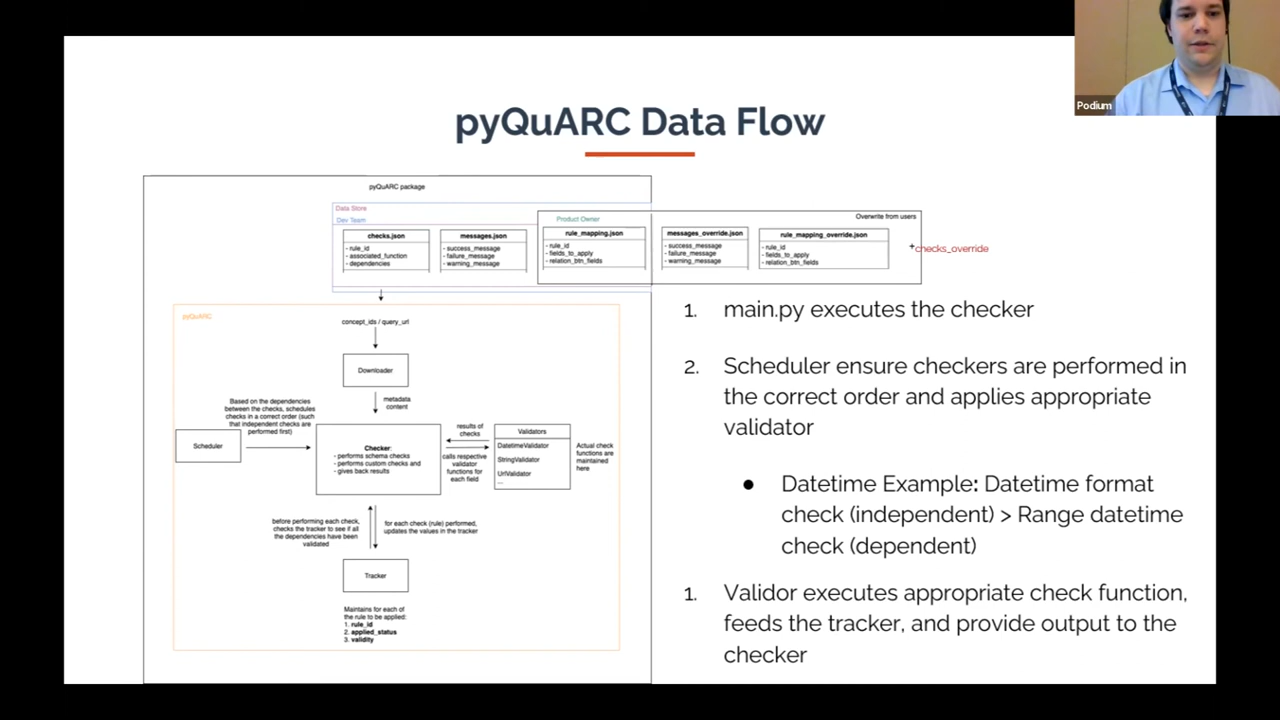 Podium
pyQuARC Data Flow
pyQuARC package
Data Store
Dev Team
checks.json
- rule_id
- associated_function
- dependencies
messages.json
- success_message
- failure_message
- warning_message
Product Owner
rule_mapping.json
- rule_id
- fields_to_apply
- relation_btn_fields
Overwrite from users
messages_override.json
- success_message
- failure_message
- warning_message
rule_mapping_override.json
- rule_id
- fields_to_apply
- relation_btn_fields
+checks_override
pyQuARC
concept_ids / query_url
Downloader
metadata
content
Based on the dependencies
between the checks, schedules
checks in a correct order (such
that independent checks are
performed first)
Scheduler
Checker:
- performs schema checks
- performs custom checks and
- gives back results
results of
checks
calls respective
validator
functions for
each field
Validators
DatetimeValidator
StringValidator
UrlValidator
...
Actual check
functions are
maintained
here
before performing each check,
checks the tracker to see if all
the dependencies have been
validated
for each check (rule) performed,
updates the values in the tracker
Tracker
Maintains for each of
the rule to be applied:
1. rule_id
2. applied_status
3. validity
1. main.py executes the checker
2. Scheduler ensure checkers are performed in
the correct order and applies appropriate
validator
● Datetime Example: Datetime format
check (independent) > Range datetime
check (dependent)
1. Validor executes appropriate check function,
feeds the tracker, and provide output to the
checker